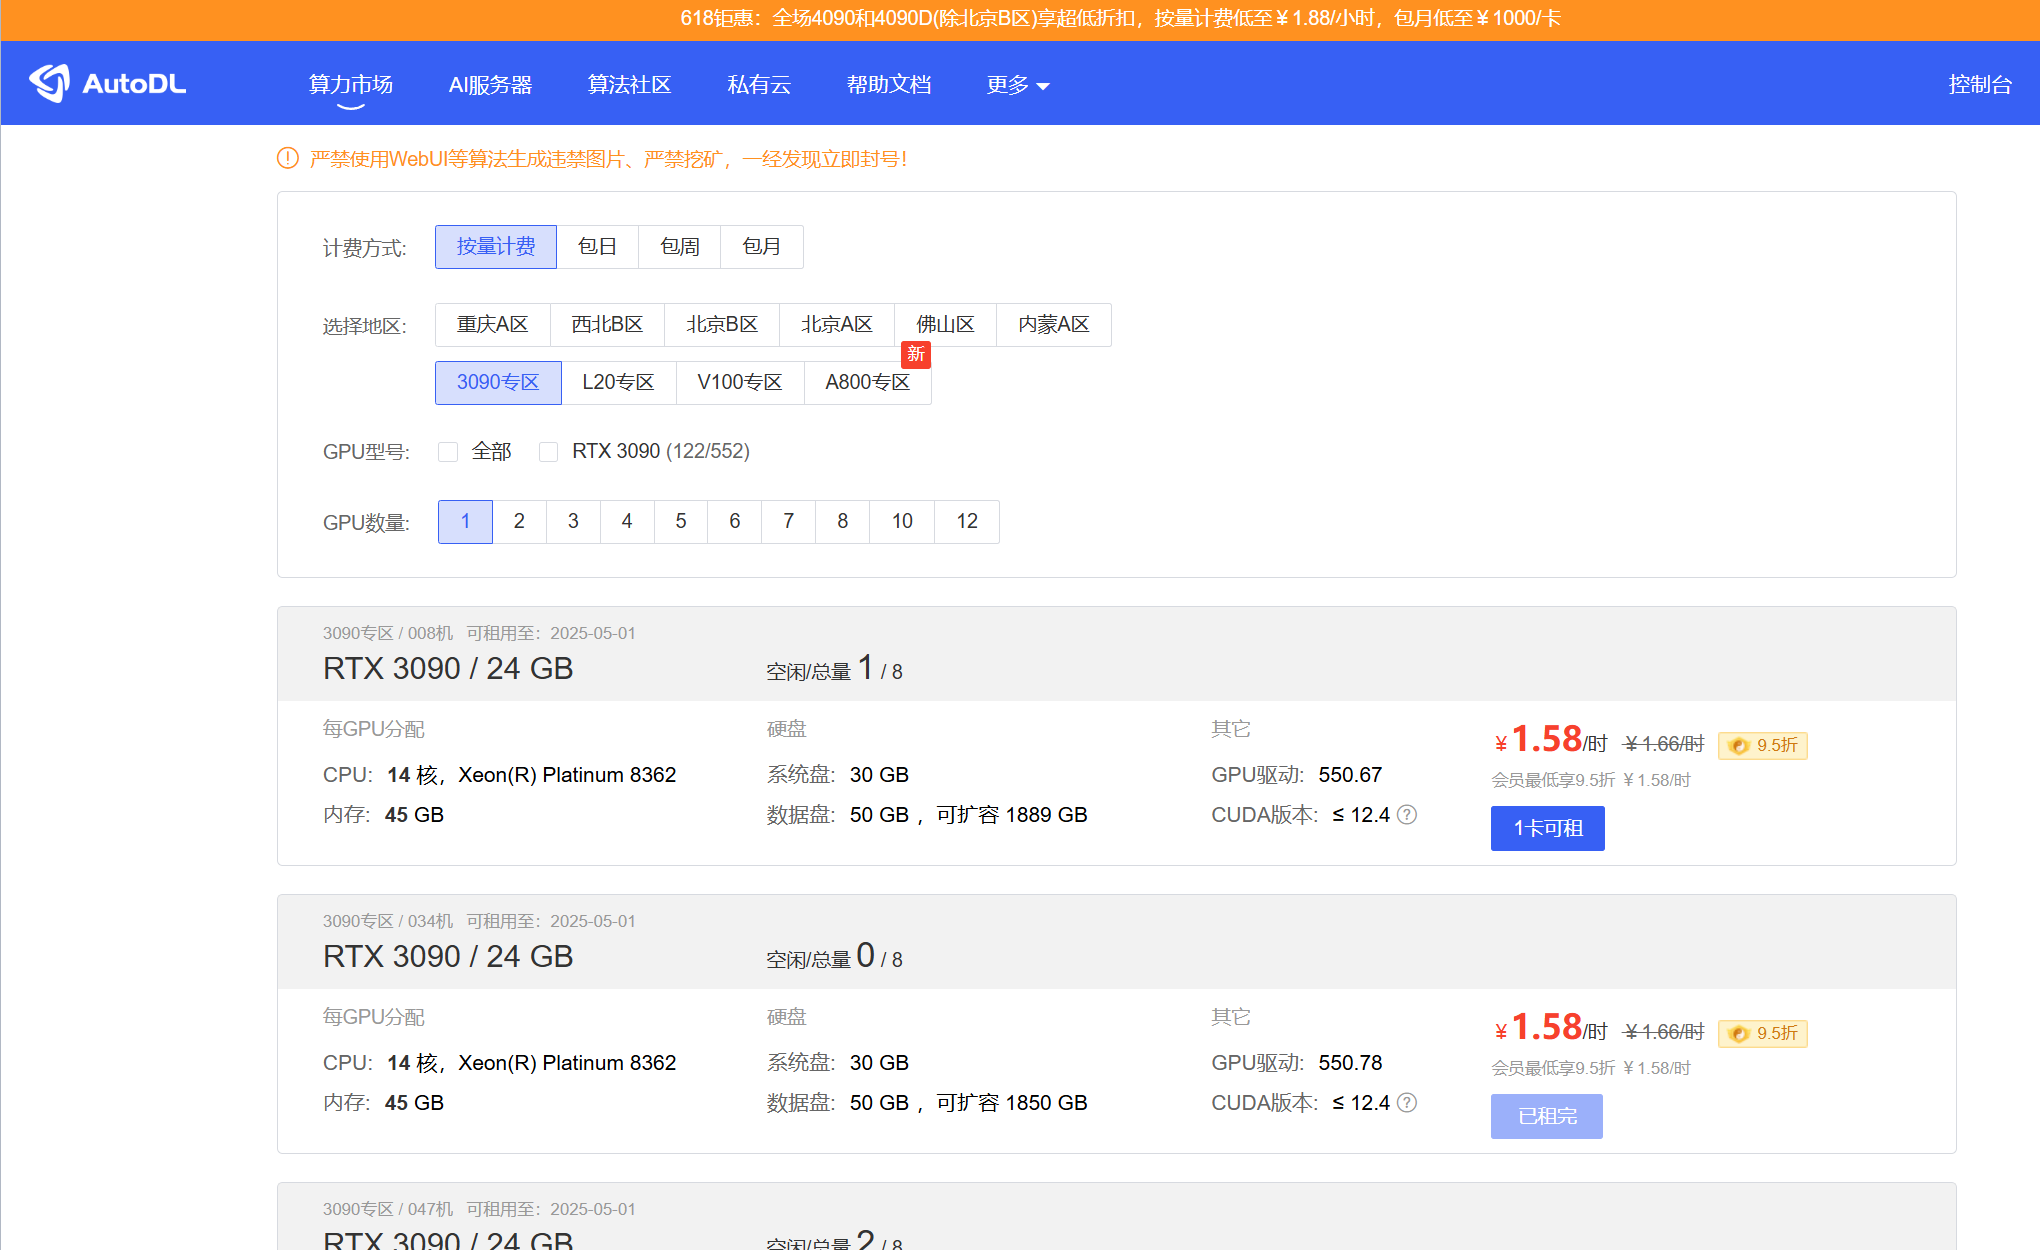 618钜惠：全场4090和4090D(除北京B区)享超低折扣，按量计费低至￥1.88/小时，包月低至￥1000/卡
AutoDL 算力市场 AI服务器 算法社区 私有云 帮助文档 更多 控制台
严禁使用WebUI等算法生成违禁图片、严禁挖矿，一经发现立即封号！
计费方式: 按量计费 包日 包周 包月
选择地区: 重庆A区 西北B区 北京B区 北京A区 佛山区 内蒙A区
新
3090专区 L20专区 V100专区 A800专区
GPU型号: 全部 RTX 3090 (122/552)
GPU数量: 1 2 3 4 5 6 7 8 10 12
3090专区 / 008机 可租用至：2025-05-01
RTX 3090 / 24 GB 空闲/总量 1 / 8
每GPU分配 硬盘 其它
￥1.58/时 ￥1.66/时 9.5折
CPU: 14 核，Xeon(R) Platinum 8362 系统盘: 30 GB GPU驱动: 550.67
会员最低享9.5折 ￥1.58/时
内存: 45 GB 数据盘: 50 GB ，可扩容 1889 GB CUDA版本: ≤ 12.4 ?
1卡可租
3090专区 / 034机 可租用至：2025-05-01
RTX 3090 / 24 GB 空闲/总量 0 / 8
每GPU分配 硬盘 其它
￥1.58/时 ￥1.66/时 9.5折
CPU: 14 核，Xeon(R) Platinum 8362 系统盘: 30 GB GPU驱动: 550.78
会员最低享9.5折 ￥1.58/时
内存: 45 GB 数据盘: 50 GB ，可扩容 1850 GB CUDA版本: ≤ 12.4 ?
已租完
3090专区 / 047机 可租用至：2025-05-01
RTX 3090 / 24 GB 空闲/总量 2 / 8